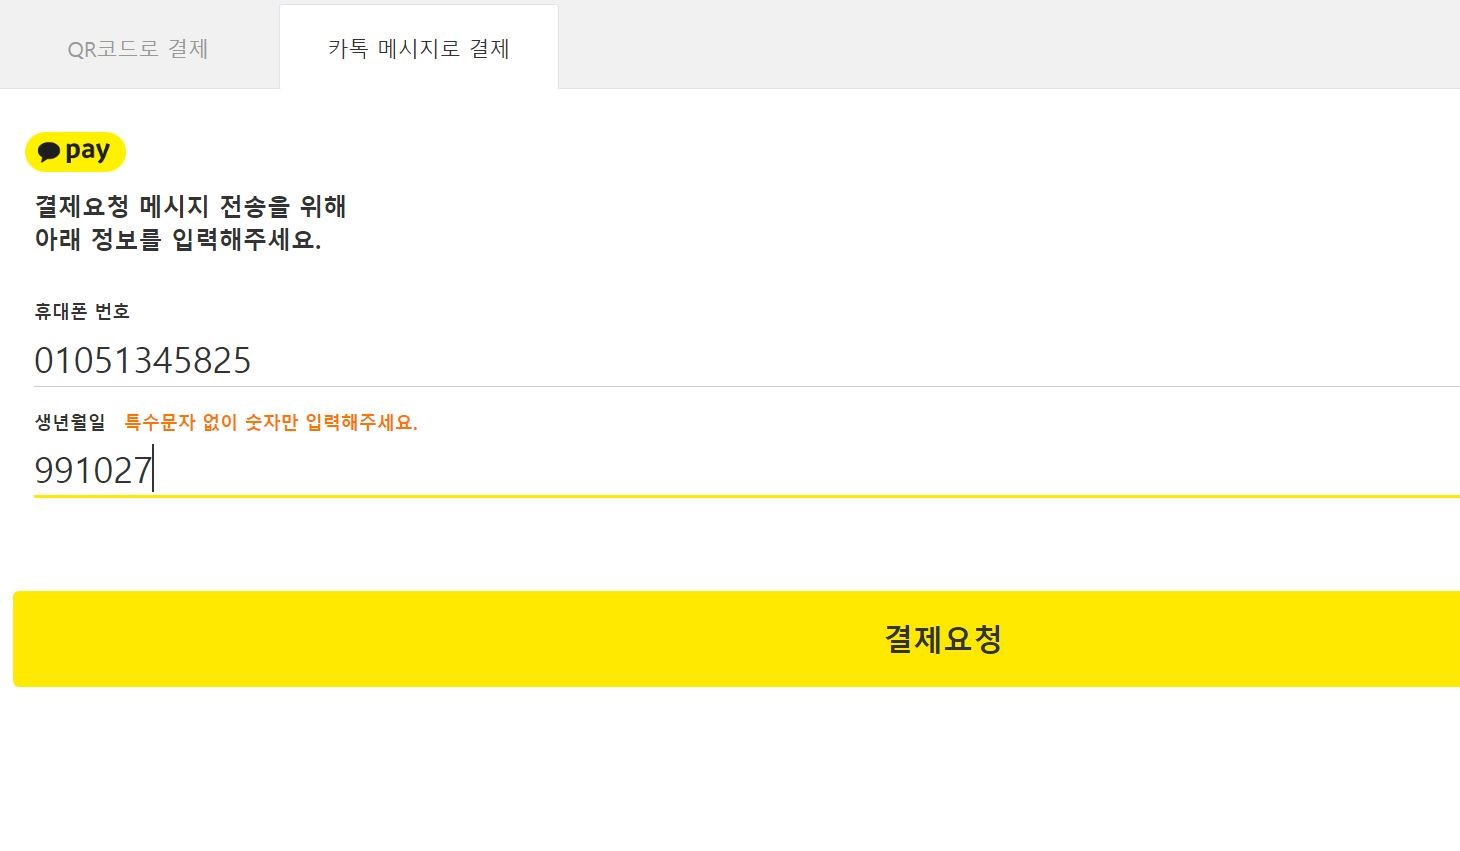 QR코드로 결제
카톡 메시지로 결제
pay
결제요청 메시지 전송을 위해
아래 정보를 입력해주세요.
휴대폰 번호
01051345825
생년월일 특수문자 없이 숫자만 입력해주세요.
991027
결제요청